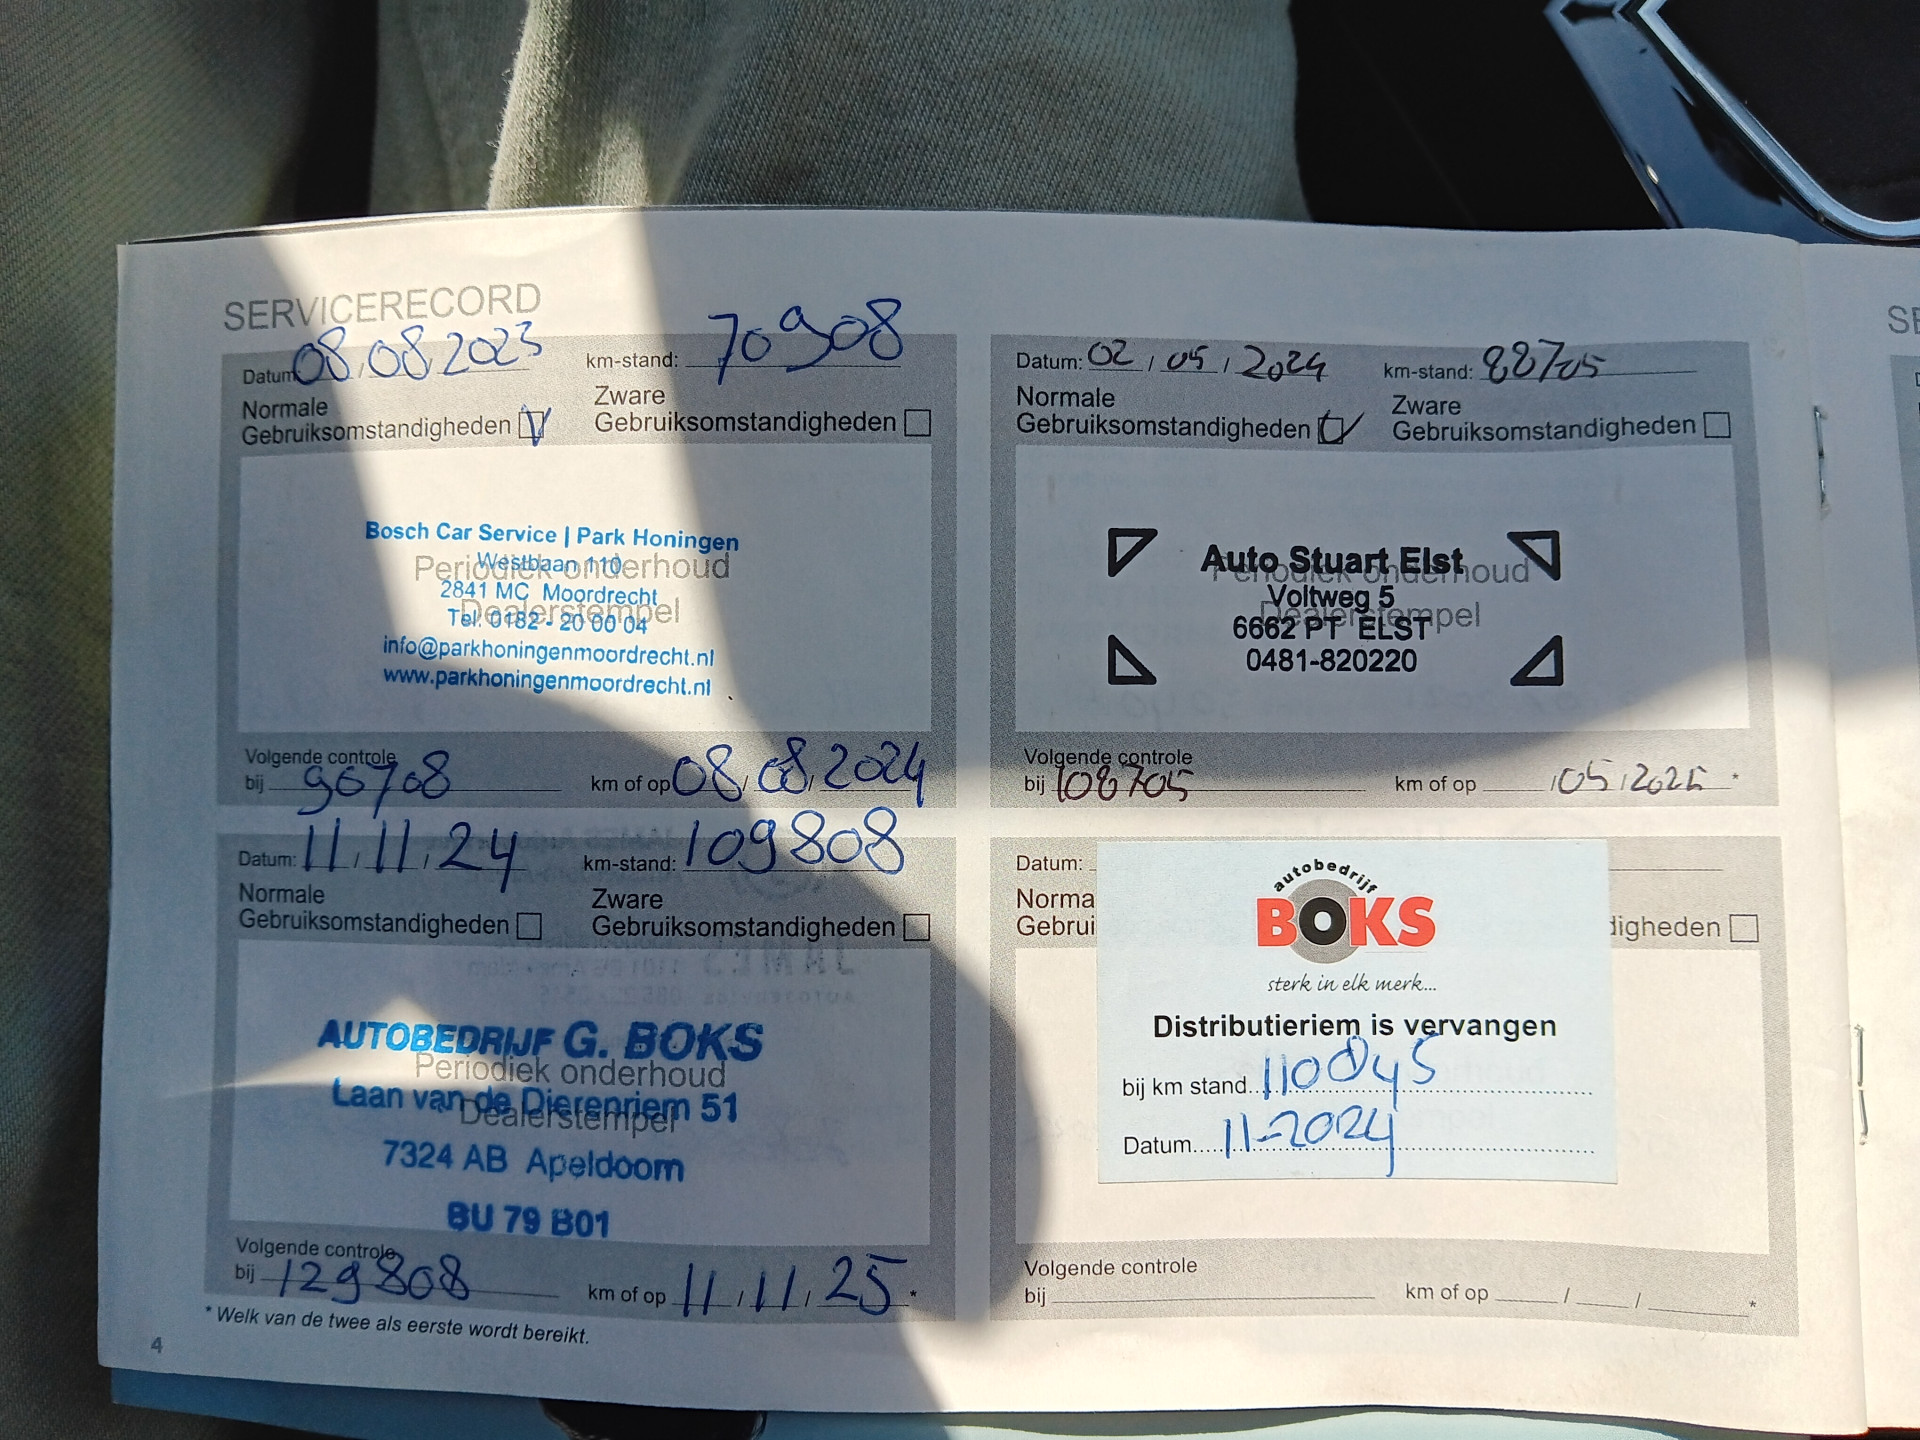 SERVICERECORD
Datum: 08/08/2023 km-stand: 70908
Normale
Gebruiksomstandigheden V
Zware
Gebruiksomstandigheden
Periodiek onderhoud
Dealerstempel
Bosch Car Service | Park Honingen
Westbaan 110
2841 MC Moordrecht
Tel. 0182 - 20 00 04
info@parkhoningenmoordrecht.nl
www.parkhoningenmoordrecht.nl
Volgende controle
bij 90708 km of op 08/08/2024
Datum: 02/05/2024 km-stand: 88705
Normale
Gebruiksomstandigheden
Zware
Gebruiksomstandigheden
Periodiek onderhoud
Dealerstempel
Auto Stuart Elst
Voltweg 5
6662 PT ELST
0481-820220
Volgende controle
bij 108705 km of op /05/2025 *
Datum: 11/11/24 km-stand: 109808
Normale
Gebruiksomstandigheden
Zware
Gebruiksomstandigheden
Periodiek onderhoud
Dealerstempel
AUTOBEDRIJF G. BOKS
Laan van de Dierenriem 51
7324 AB Apeldoorn
BU 79 B01
Volgende controle
bij 129808 km of op 11/11/25 *
Datum:
Norma
Gebrui
digheden
autobedrijf
BOKS
sterk in elk merk...
Distributieriem is vervangen
bij km stand 110845
Datum 11-2024
Volgende controle
bij km of op / / *
* Welk van de twee als eerste wordt bereikt.
4
SE